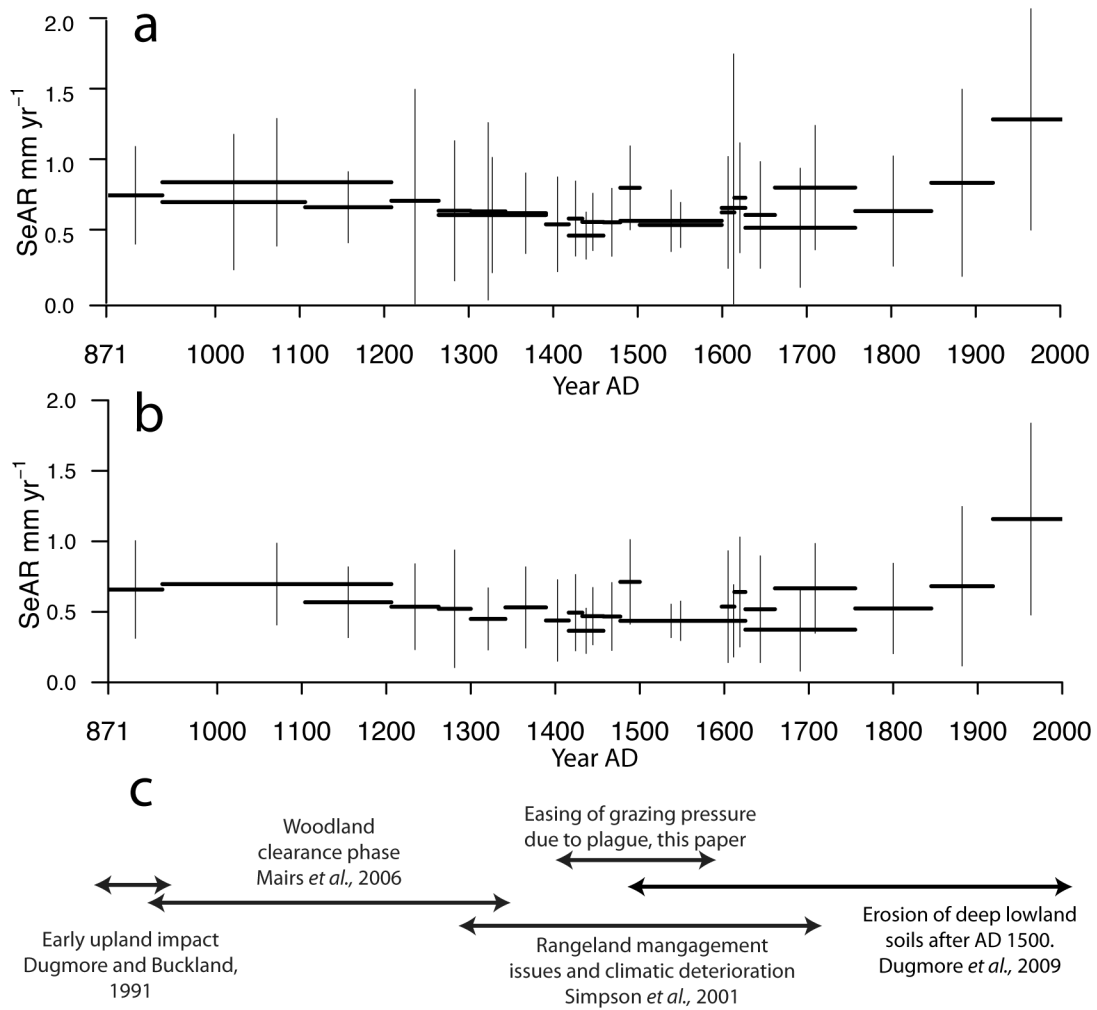 a
2.0
1.5
1.0
0.5
0.0
SeAR mm yr⁻¹
871 1000 1100 1200 1300 1400 1500 1600 1700 1800 1900 2000
Year AD
b
2.0
1.5
1.0
0.5
0.0
SeAR mm yr⁻¹
871 1000 1100 1200 1300 1400 1500 1600 1700 1800 1900 2000
Year AD
c
Woodland
clearance phase
Mairs et al., 2006
Easing of grazing pressure
due to plague, this paper
Early upland impact
Dugmore and Buckland,
1991
Rangeland mangagement
issues and climatic deterioration
Simpson et al., 2001
Erosion of deep lowland
soils after AD 1500.
Dugmore et al., 2009